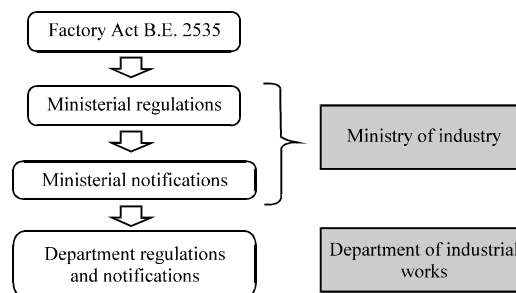 Factory Act B.E. 2535
Ministerial regulations
Ministry of industry
Ministerial notifications
Department regulations
and notifications
Department of industrial
works